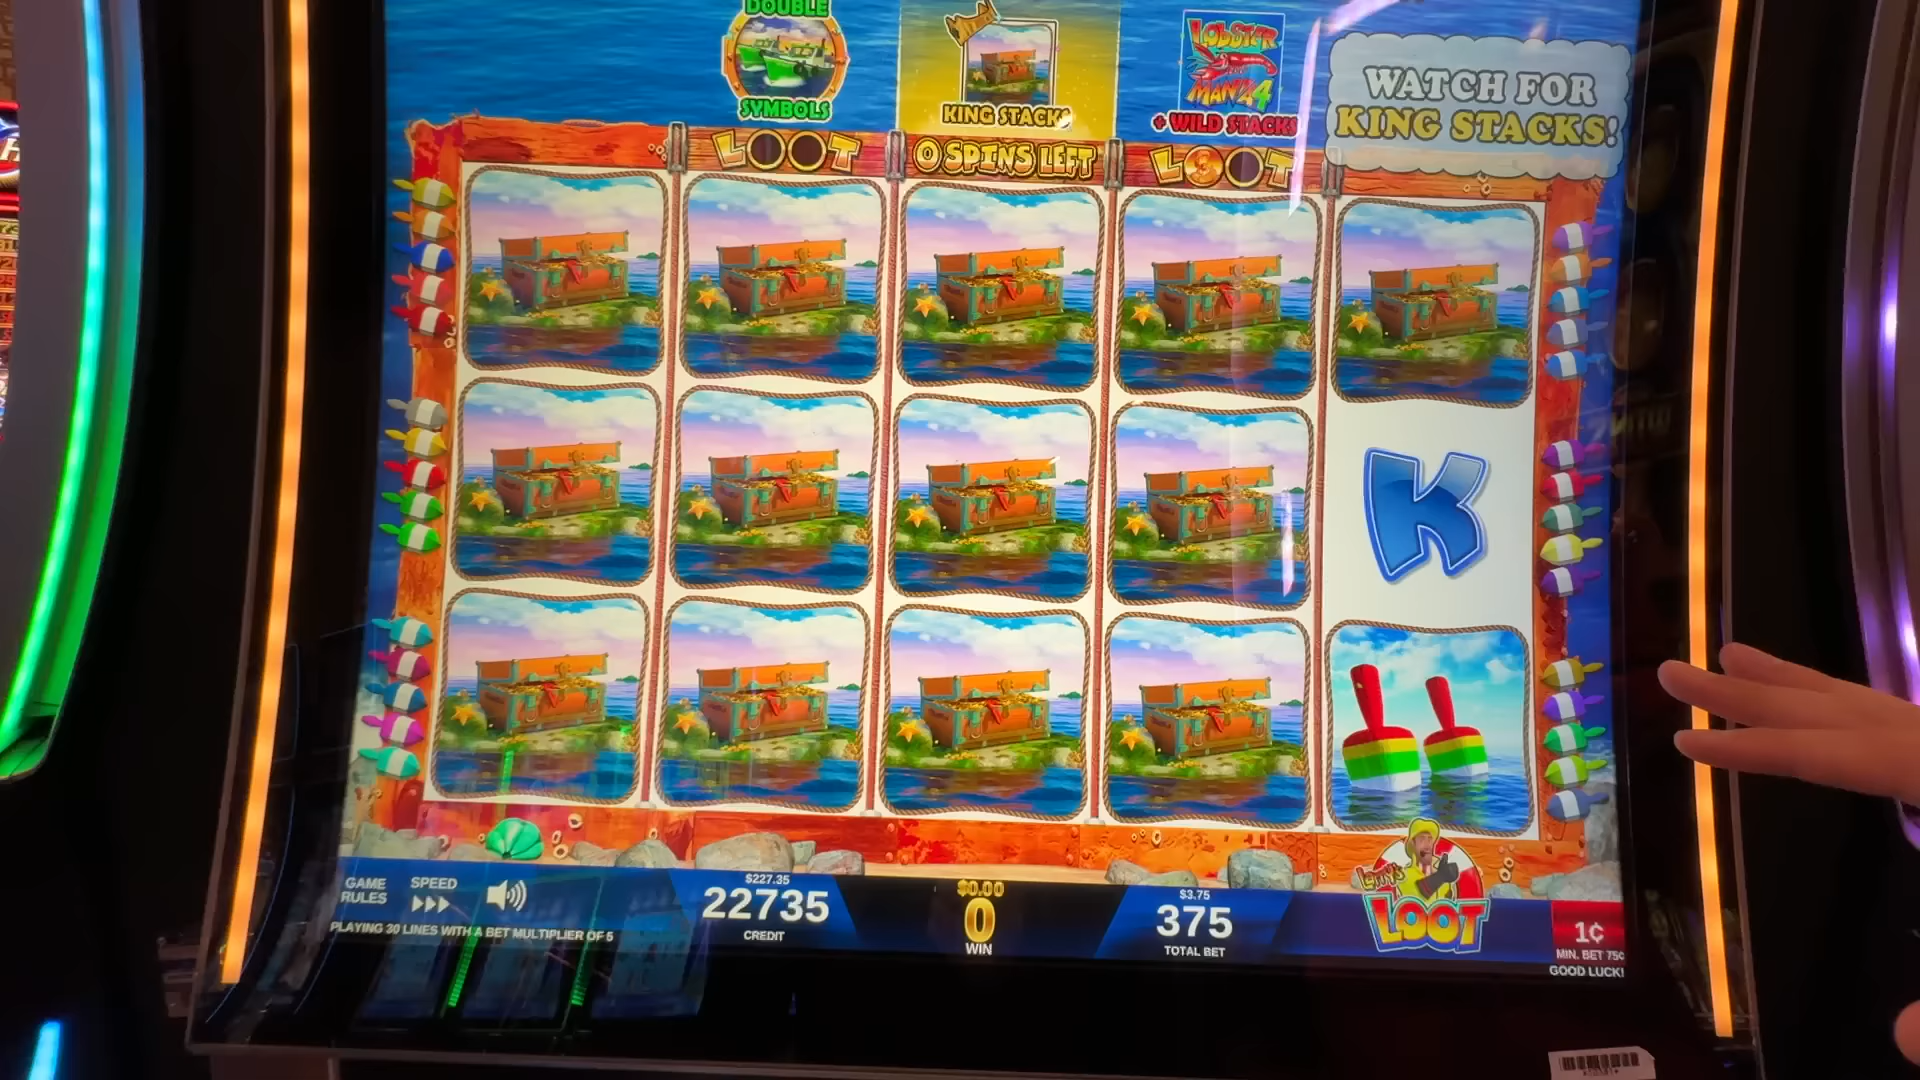 DOUBLE
SYMBOLS
KING STACKS
LOBSTER
MANIA 4
+ WILD STACKS
WATCH FOR
KING STACKS!
LOOT
0 SPINS LEFT
L3OT
K
GAME
RULES
SPEED
$227.35
22735
CREDIT
$0.00
0
WIN
$3.75
375
TOTAL BET
Larry's
LOOT
1¢
MIN. BET 75¢
GOOD LUCK!
PLAYING 30 LINES WITH A BET MULTIPLIER OF 5